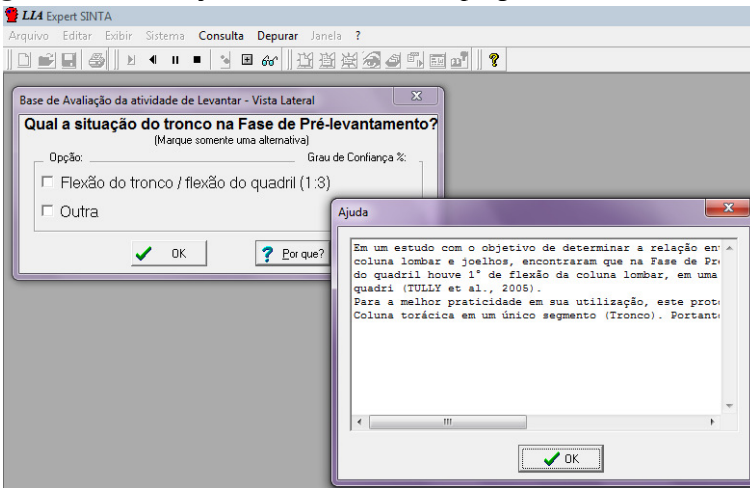 LIA Expert SINTA
Arquivo Editar Exibir Sistema Consulta Depurar Janela ?
Base de Avaliação da atividade de Levantar - Vista Lateral
Qual a situação do tronco na Fase de Pré-levantamento?
(Marque somente uma alternativa)
Opção: Grau de Confiança %:
Flexão do tronco / flexão do quadril (1:3)
Outra
OK
Por que?
Ajuda
Em um estudo com o objetivo de determinar a relação en
coluna lombar e joelhos, encontraram que na Fase de Pr
do quadril houve 1° de flexão da coluna lombar, em uma
quadri (TULLY et al., 2005).
Para a melhor praticidade em sua utilização, este prot
Coluna torácica em um único segmento (Tronco). Portant
OK